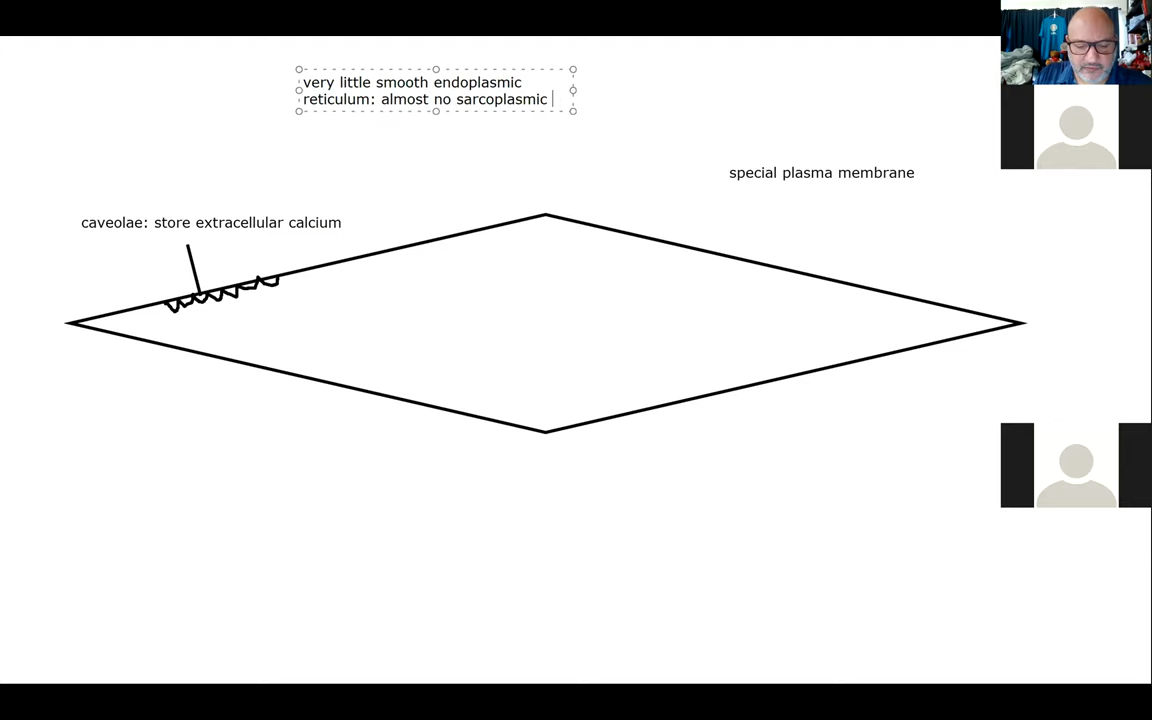 very little smooth endoplasmic
reticulum: almost no sarcoplasmic
special plasma membrane
caveolae: store extracellular calcium